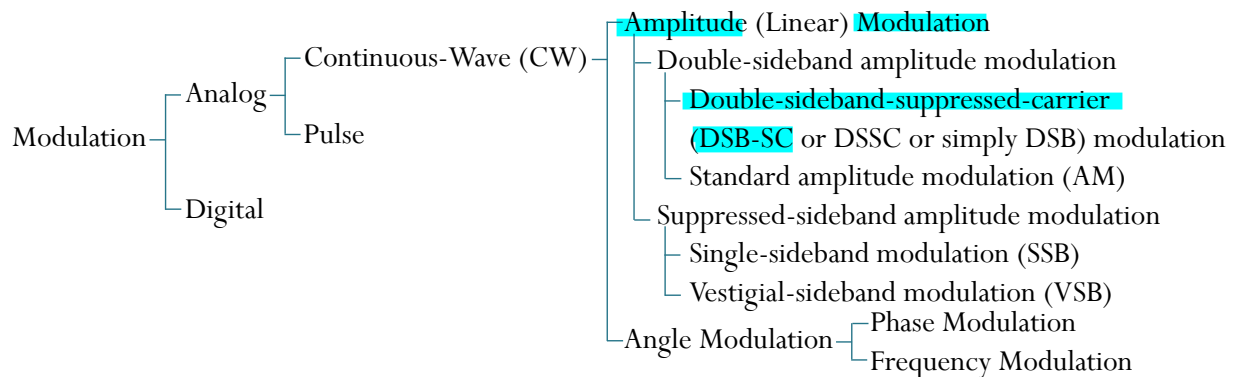 Modulation
Analog
Digital
Continuous-Wave (CW)
Pulse
Amplitude (Linear) Modulation
Double-sideband amplitude modulation
Double-sideband-suppressed-carrier
(DSB-SC or DSSC or simply DSB) modulation
Standard amplitude modulation (AM)
Suppressed-sideband amplitude modulation
Single-sideband modulation (SSB)
Vestigial-sideband modulation (VSB)
Angle Modulation
Phase Modulation
Frequency Modulation